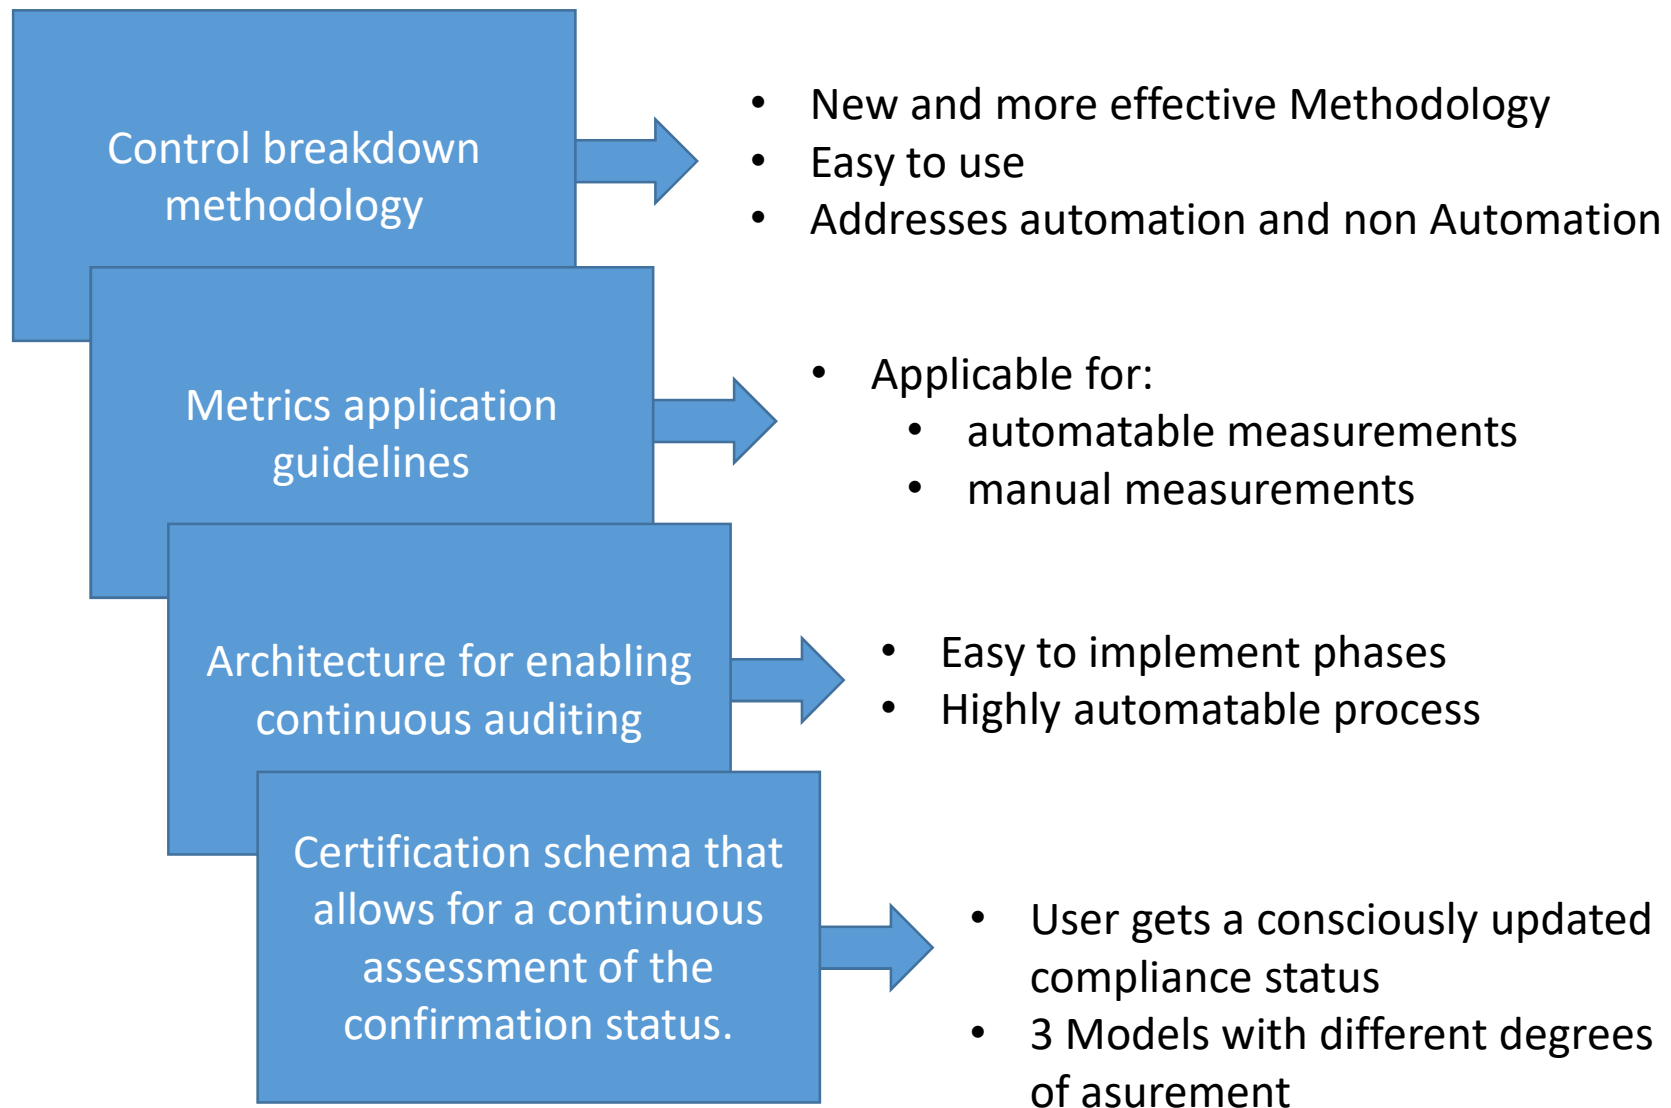 Control breakdown
methodology
• New and more effective Methodology
• Easy to use
• Addresses automation and non Automation
Metrics application
guidelines
• Applicable for:
• automatable measurements
• manual measurements
Architecture for enabling
continuous auditing
• Easy to implement phases
• Highly automatable process
Certification schema that
allows for a continuous
assessment of the
confirmation status.
• User gets a consciously updated
compliance status
• 3 Models with different degrees
of asurement